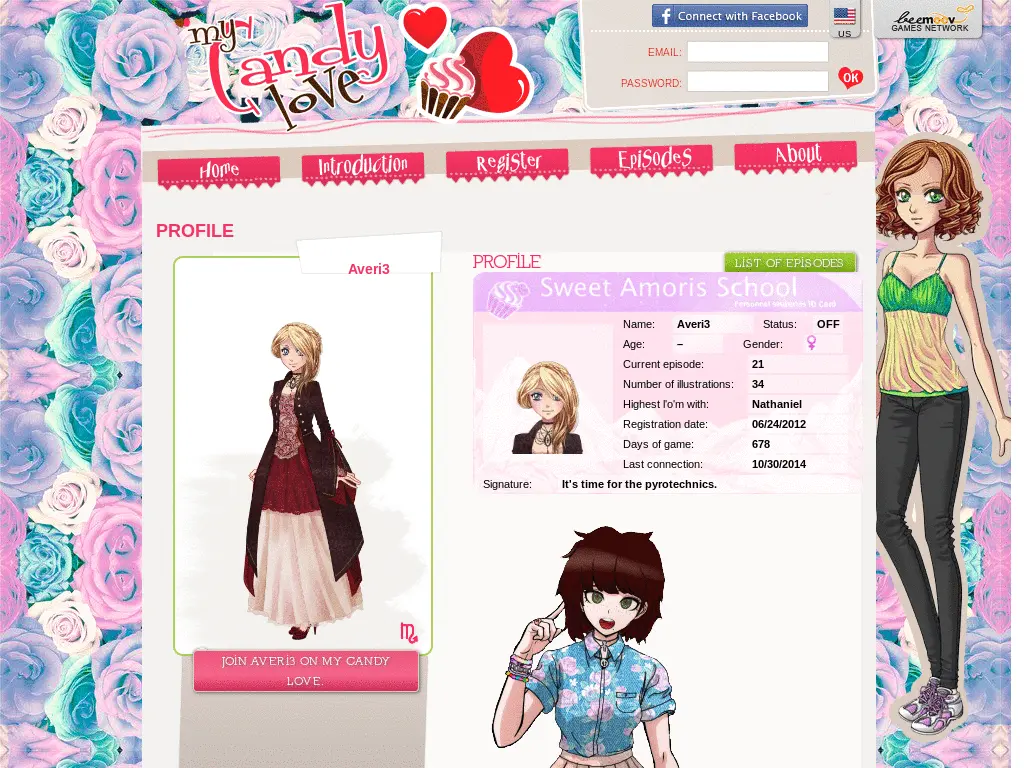 my
Candy
love
Connect with Facebook
US
beemoov
GAMES NETWORK
EMAIL:
PASSWORD:
OK
Home
Introduction
Register
Episodes
About
PROFILE
Averi3
JOIN AVERI3 ON MY CANDY
LOVE.
PROFILE
LIST OF EPISODES
Sweet Amoris School
Personal Website ID Card
Name: Averi3 Status: OFF
Age: – Gender: ♀
Current episode: 21
Number of illustrations: 34
Highest l'o'm with: Nathaniel
Registration date: 06/24/2012
Days of game: 678
Last connection: 10/30/2014
Signature: It's time for the pyrotechnics.